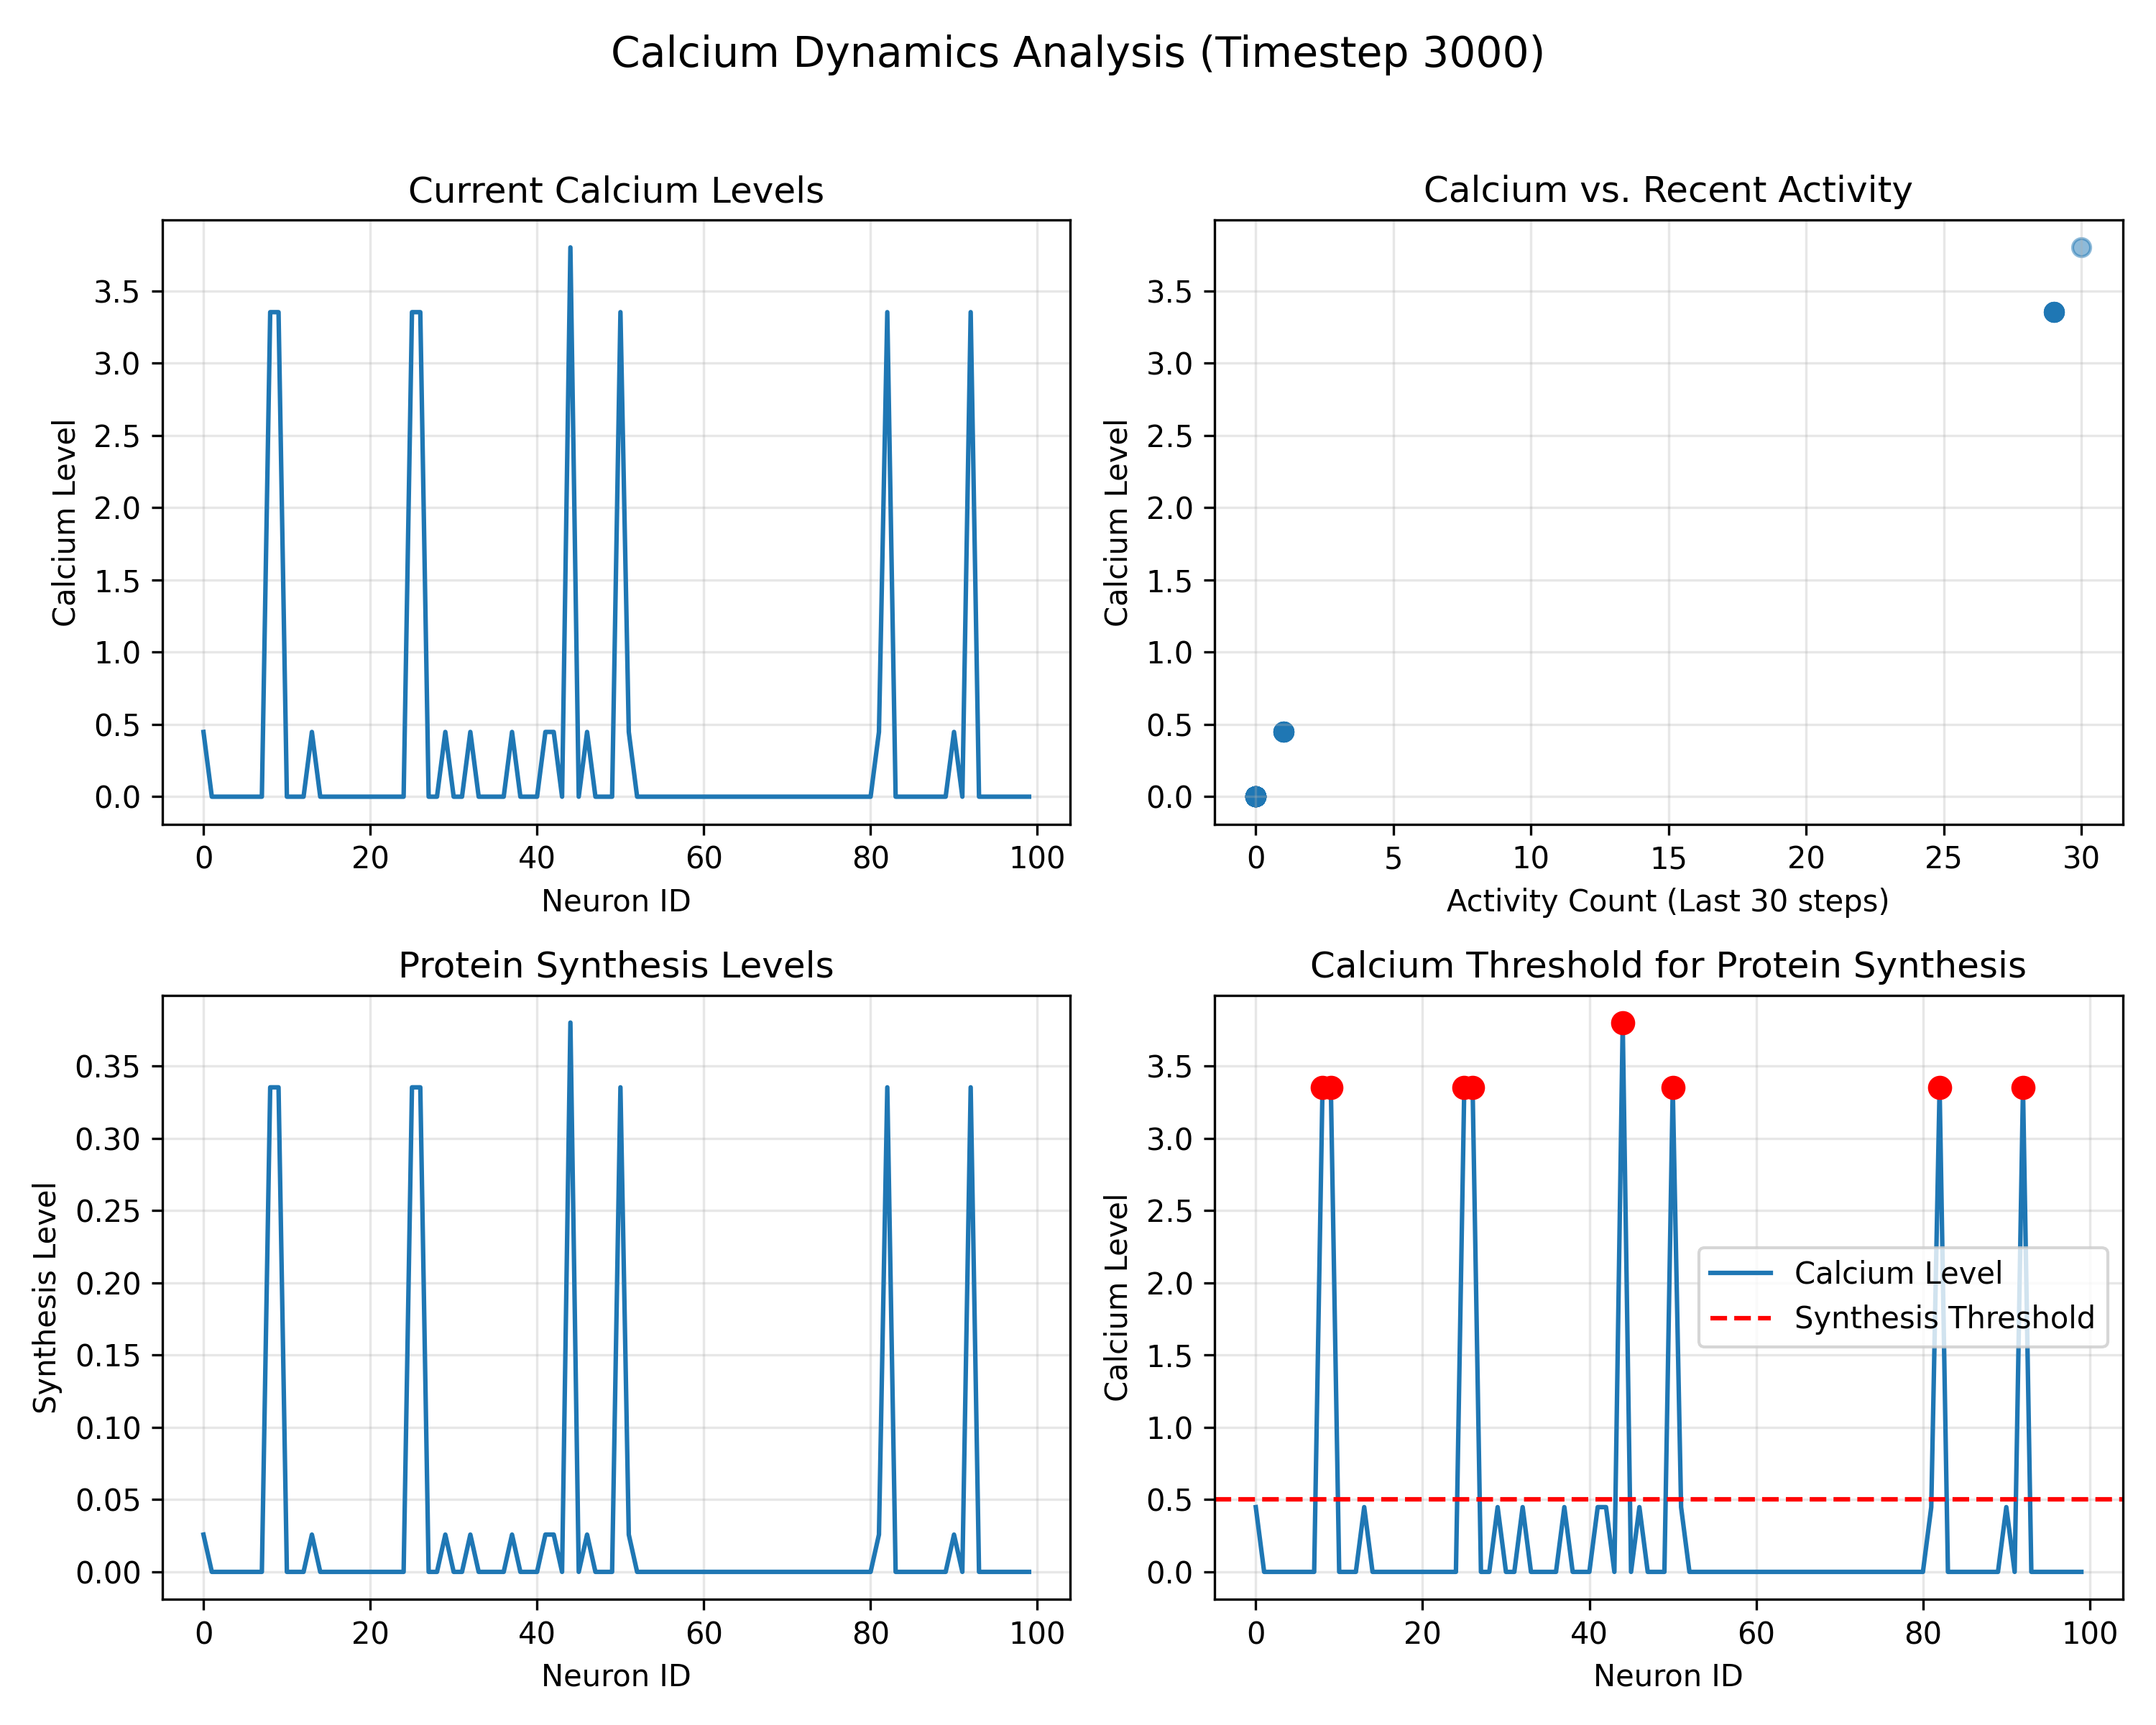 Calcium Dynamics Analysis (Timestep 3000)
Current Calcium Levels
Calcium Level
3.5
3.0
2.5
2.0
1.5
1.0
0.5
0.0
0 20 40 60 80 100
Neuron ID
Calcium vs. Recent Activity
Calcium Level
3.5
3.0
2.5
2.0
1.5
1.0
0.5
0.0
0 5 10 15 20 25 30
Activity Count (Last 30 steps)
Protein Synthesis Levels
Synthesis Level
0.35
0.30
0.25
0.20
0.15
0.10
0.05
0.00
0 20 40 60 80 100
Neuron ID
Calcium Threshold for Protein Synthesis
Calcium Level
3.5
3.0
2.5
2.0
1.5
1.0
0.5
0.0
Calcium Level
Synthesis Threshold
0 20 40 60 80 100
Neuron ID